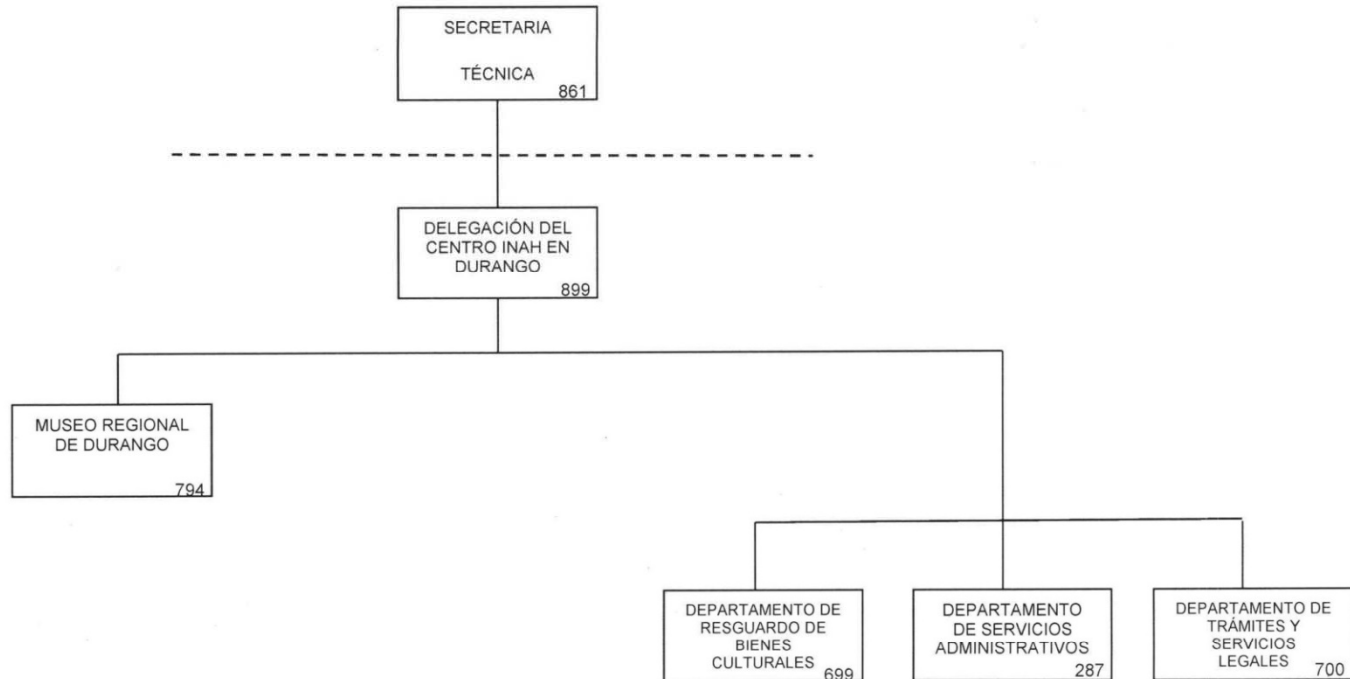 SECRETARIA
TÉCNICA
861
DELEGACIÓN DEL
CENTRO INAH EN
DURANGO
899
MUSEO REGIONAL
DE DURANGO
794
DEPARTAMENTO DE
RESGUARDO DE
BIENES
CULTURALES
699
DEPARTAMENTO
DE SERVICIOS
ADMINISTRATIVOS
287
DEPARTAMENTO DE
TRÁMITES Y
SERVICIOS
LEGALES
700